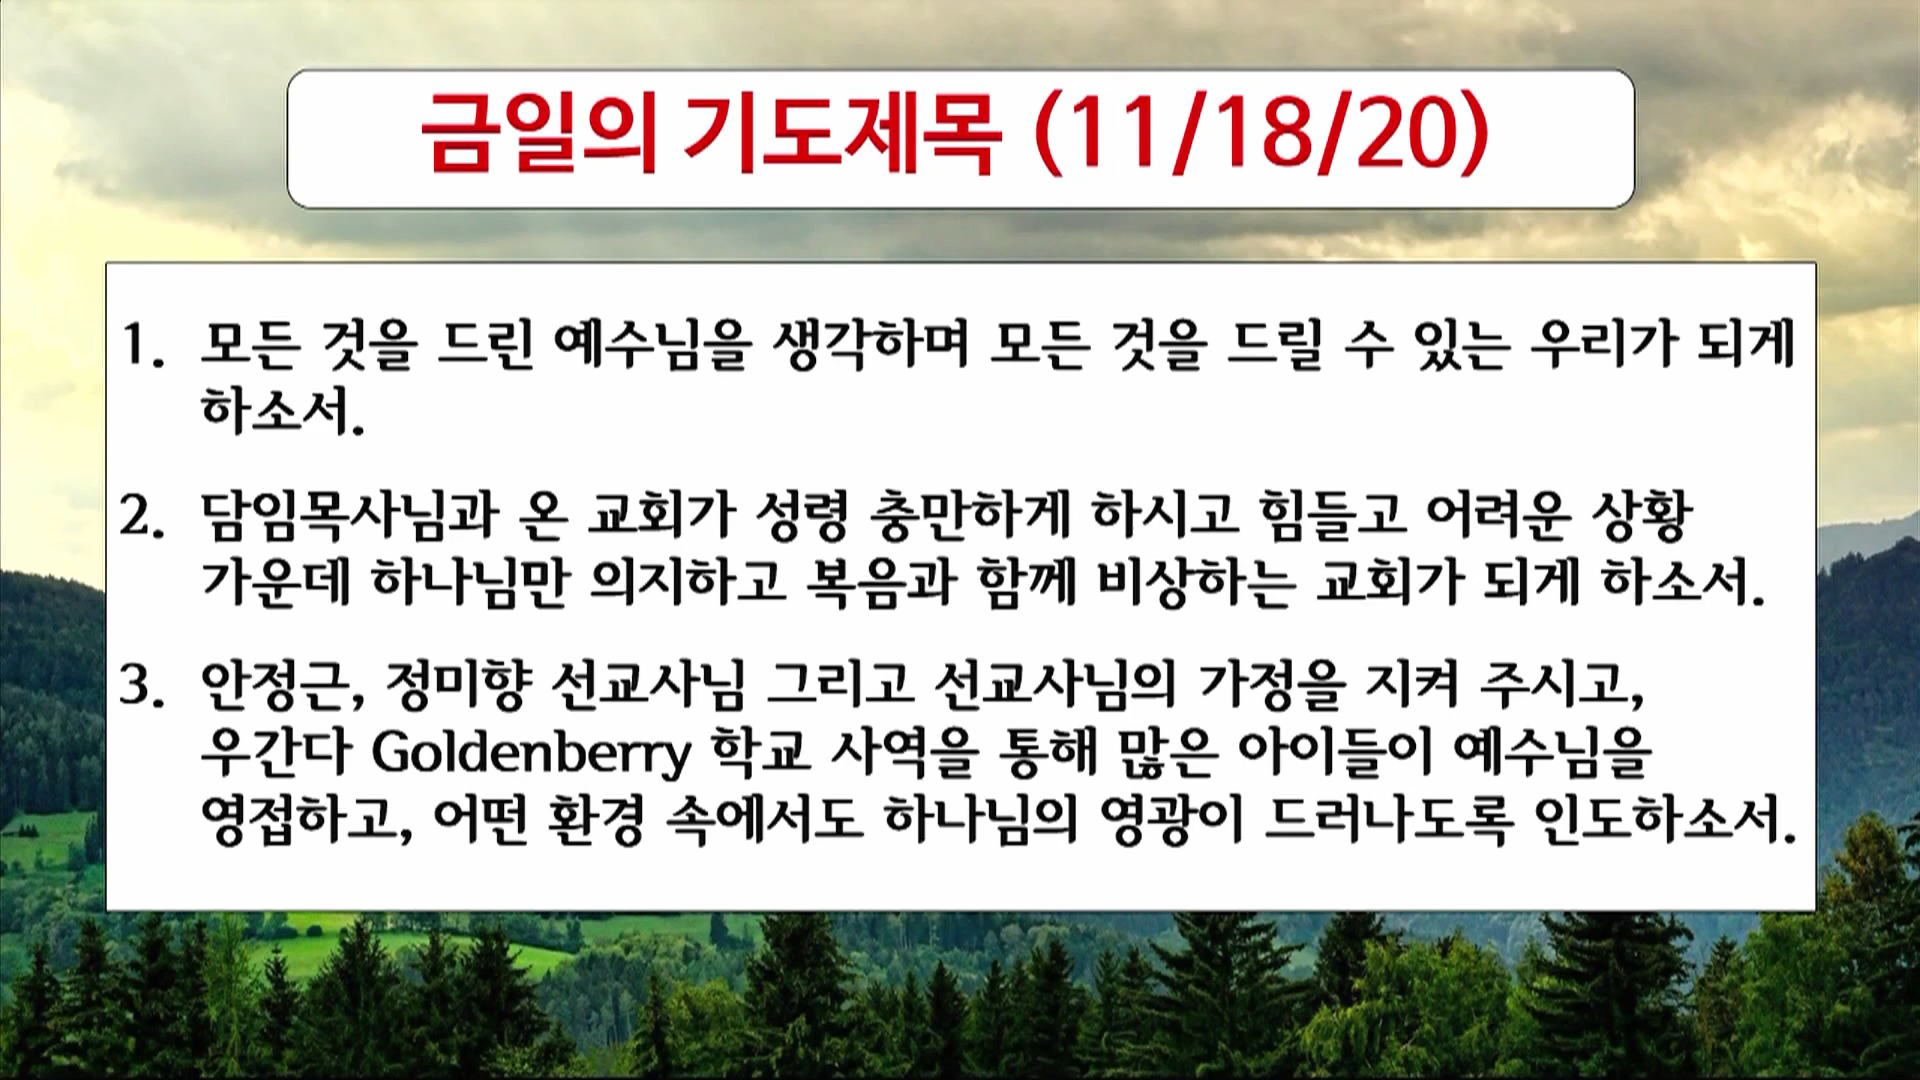 금일의 기도제목 (11/18/20)
1. 모든 것을 드린 예수님을 생각하며 모든 것을 드릴 수 있는 우리가 되게
하소서.
2. 담임목사님과 온 교회가 성령 충만하게 하시고 힘들고 어려운 상황
가운데 하나님만 의지하고 복음과 함께 비상하는 교회가 되게 하소서.
3. 안정근, 정미향 선교사님 그리고 선교사님의 가정을 지켜 주시고,
우간다 Goldenberry 학교 사역을 통해 많은 아이들이 예수님을
영접하고, 어떤 환경 속에서도 하나님의 영광이 드러나도록 인도하소서.